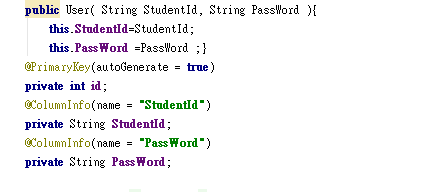 public User( String StudentId, String PassWord ){
this.StudentId=StudentId;
this.PassWord =PassWord ;}
@PrimaryKey(autoGenerate = true)
private int id;
@ColumnInfo(name = "StudentId")
private String StudentId;
@ColumnInfo(name = "PassWord")
private String PassWord;